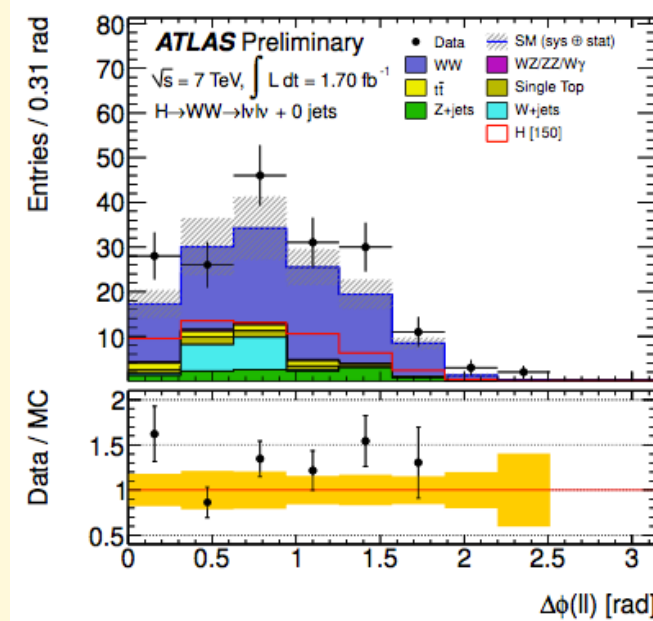 ATLAS Preliminary
√s = 7 TeV, ∫ L dt = 1.70 fb⁻¹
H→WW→lνlν + 0 jets
Data
WW
tt̄
Z+jets
SM (sys ⊕ stat)
WZ/ZZ/Wγ
Single Top
W+jets
H [150]
Entries / 0.31 rad
80
70
60
50
40
30
20
10
Data / MC
2
1.5
1
0.5
0 0.5 1 1.5 2 2.5 3
Δϕ(ll) [rad]